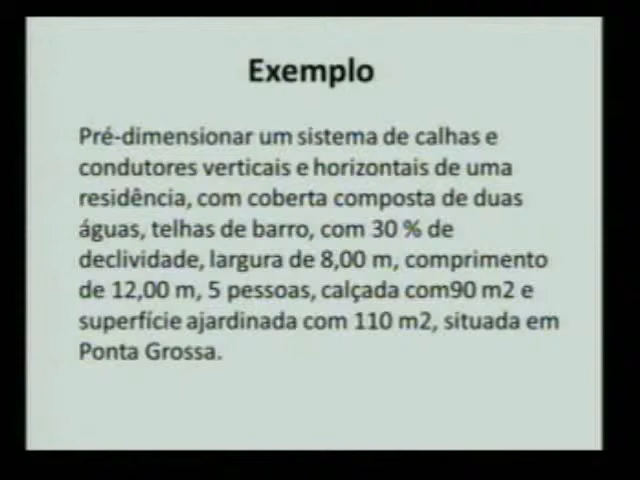 Exemplo
Pré-dimensionar um sistema de calhas e
condutores verticais e horizontais de uma
residência, com coberta composta de duas
águas, telhas de barro, com 30 % de
declividade, largura de 8,00 m, comprimento
de 12,00 m, 5 pessoas, calçada com90 m2 e
superfície ajardinada com 110 m2, situada em
Ponta Grossa.